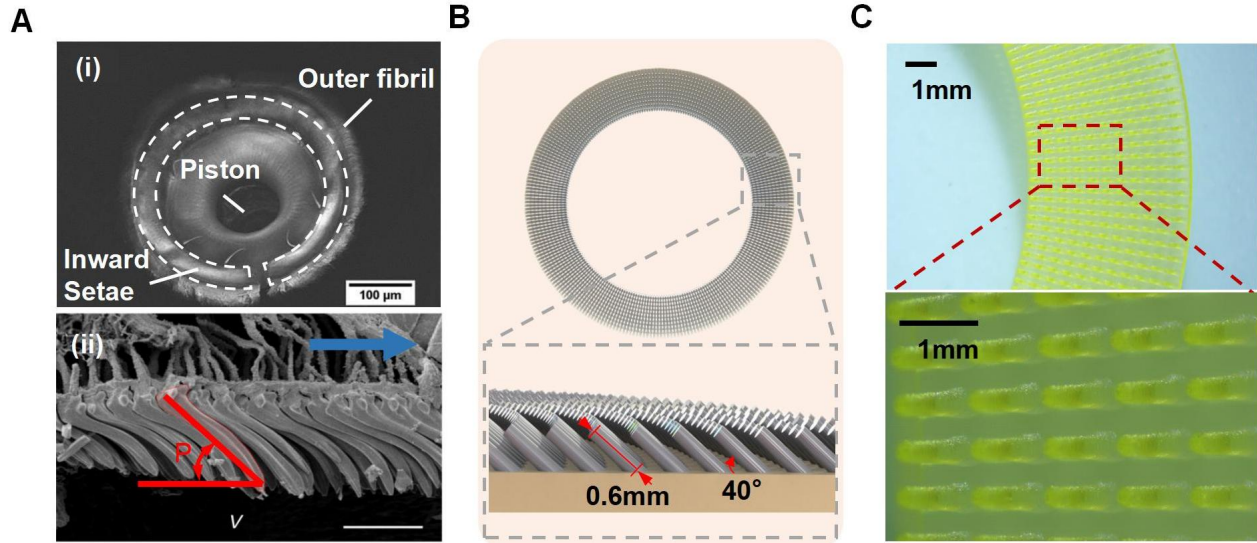 A
(i)
Outer fibril
Piston
Inward
Setae
100 μm
(ii)
P
V
B
0.6mm
40°
C
1mm
1mm